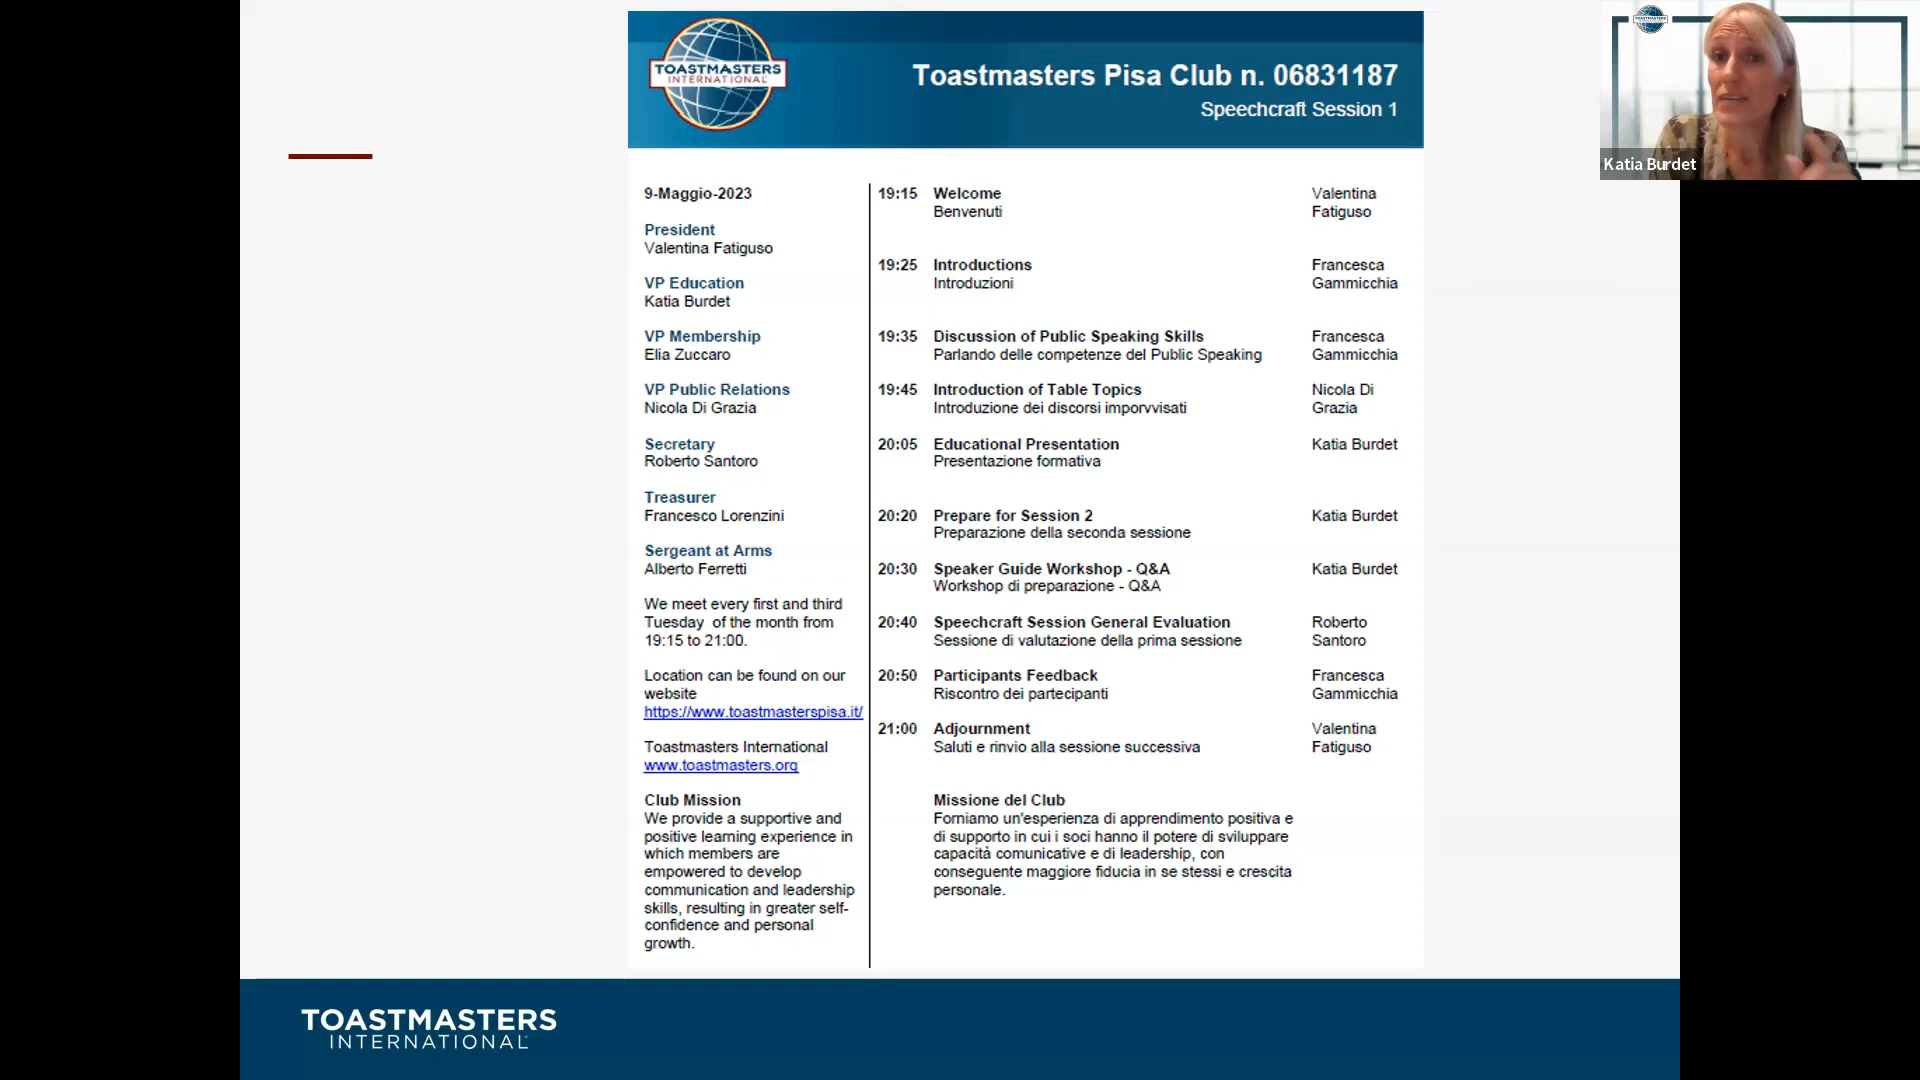 TOASTMASTERS
INTERNATIONAL
Toastmasters Pisa Club n. 06831187
Speechcraft Session 1
TOASTMASTERS
Katia Burdet
9-Maggio-2023
President
Valentina Fatiguso
VP Education
Katia Burdet
VP Membership
Elia Zuccaro
VP Public Relations
Nicola Di Grazia
Secretary
Roberto Santoro
Treasurer
Francesco Lorenzini
Sergeant at Arms
Alberto Ferretti
We meet every first and third
Tuesday of the month from
19:15 to 21:00.
Location can be found on our
website
https://www.toastmasterspisa.it/
Toastmasters International
www.toastmasters.org
Club Mission
We provide a supportive and
positive learning experience in
which members are
empowered to develop
communication and leadership
skills, resulting in greater self-
confidence and personal
growth.
19:15 Welcome Valentina
Benvenuti Fatiguso
19:25 Introductions Francesca
Introduzioni Gammicchia
19:35 Discussion of Public Speaking Skills Francesca
Parlando delle competenze del Public Speaking Gammicchia
19:45 Introduction of Table Topics Nicola Di
Introduzione dei discorsi imporvvisati Grazia
20:05 Educational Presentation Katia Burdet
Presentazione formativa
20:20 Prepare for Session 2 Katia Burdet
Preparazione della seconda sessione
20:30 Speaker Guide Workshop - Q&A Katia Burdet
Workshop di preparazione - Q&A
20:40 Speechcraft Session General Evaluation Roberto
Sessione di valutazione della prima sessione Santoro
20:50 Participants Feedback Francesca
Riscontro dei partecipanti Gammicchia
21:00 Adjournment Valentina
Saluti e rinvio alla sessione successiva Fatiguso
Missione del Club
Forniamo un'esperienza di apprendimento positiva e
di supporto in cui i soci hanno il potere di sviluppare
capacità comunicative e di leadership, con
conseguente maggiore fiducia in se stessi e crescita
personale.
TOASTMASTERS
INTERNATIONAL